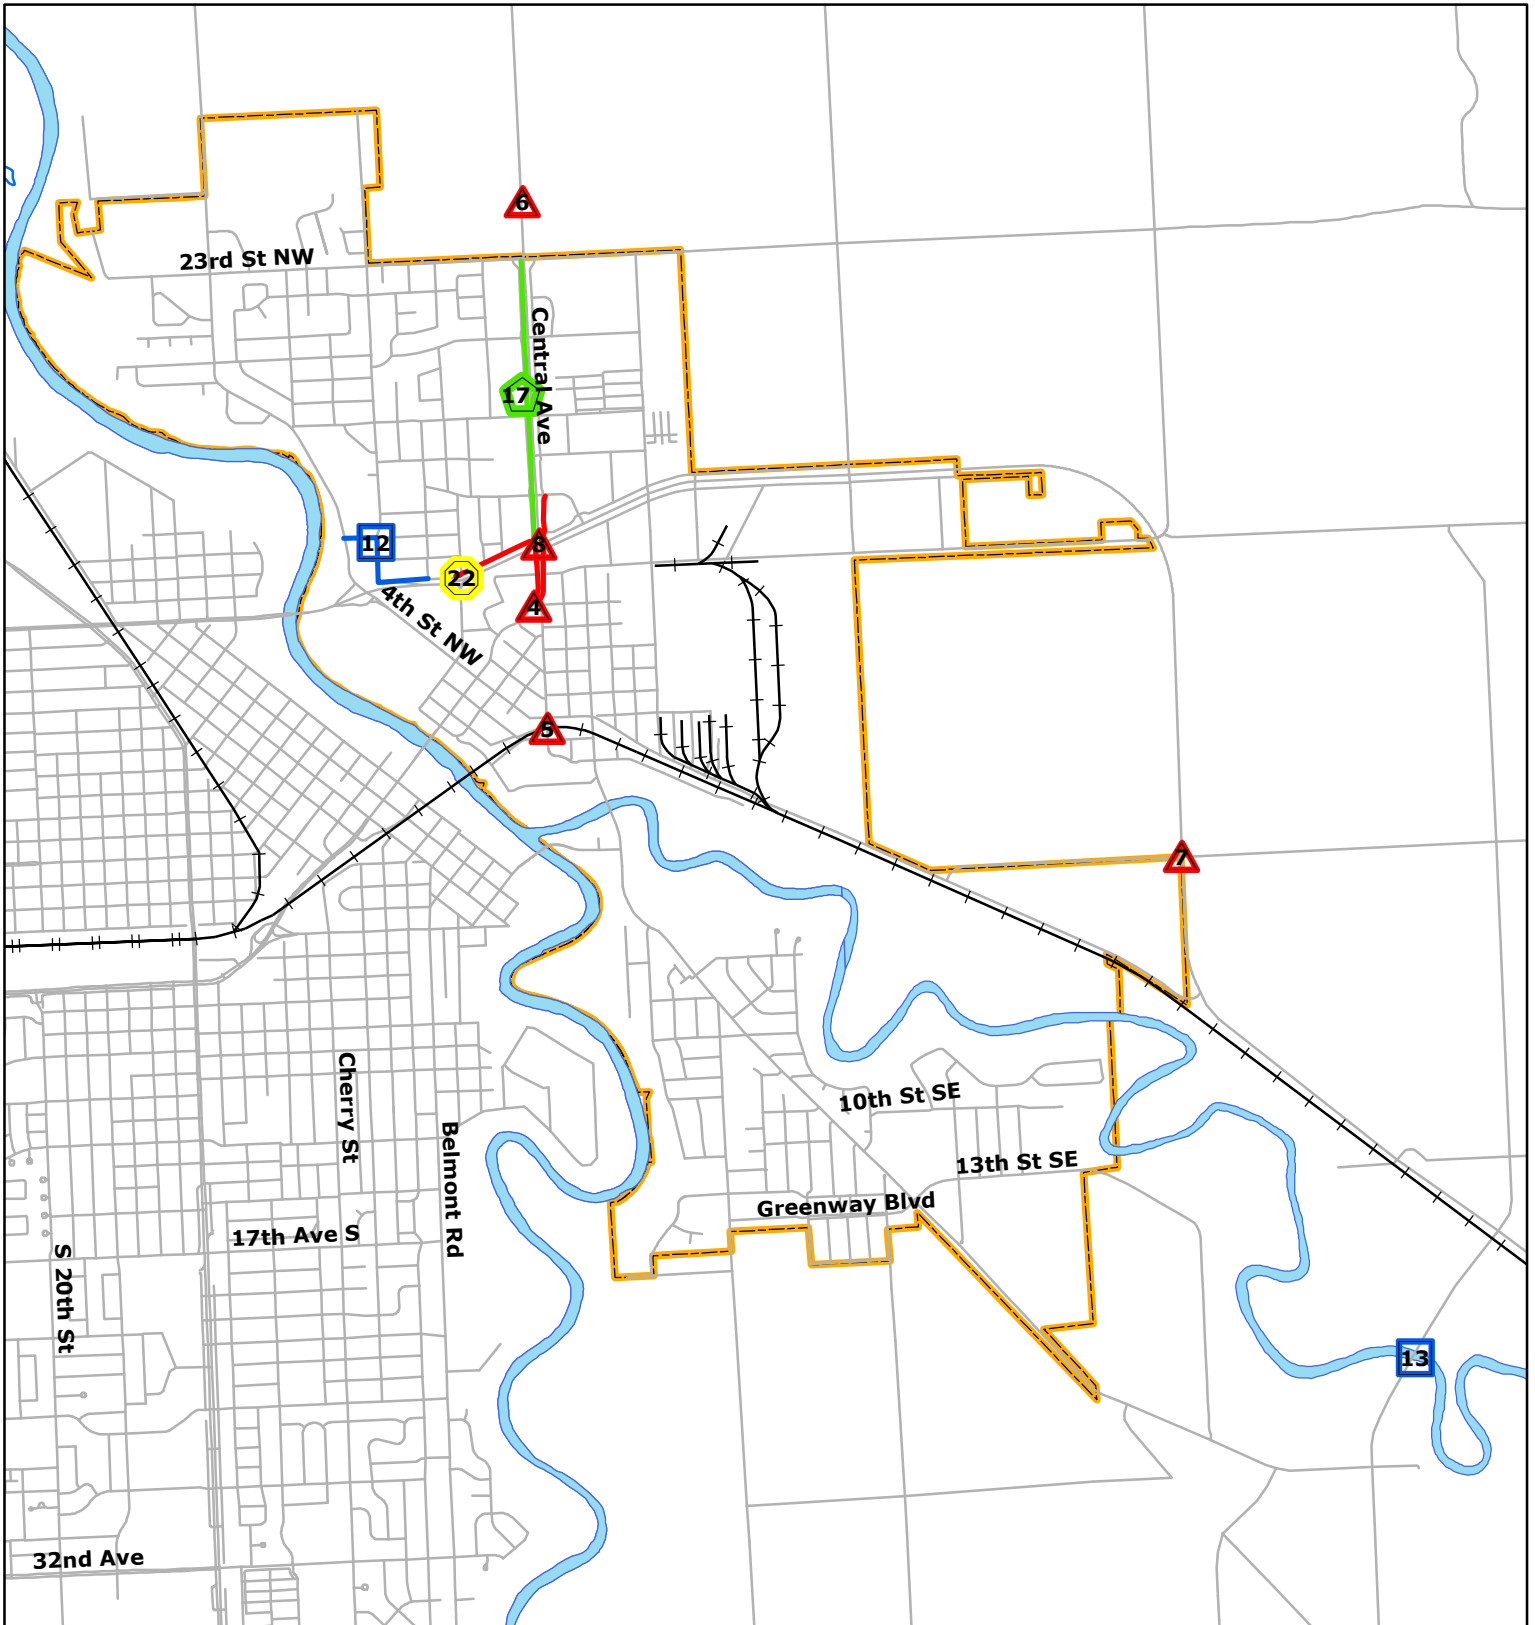 6
23rd St NW
Central Ave
17
12
8
22
4th St NW
4
5
7
Cherry St
10th St SE
Belmont Rd
13th St SE
Greenway Blvd
17th Ave S
S 20th St
13
32nd Ave